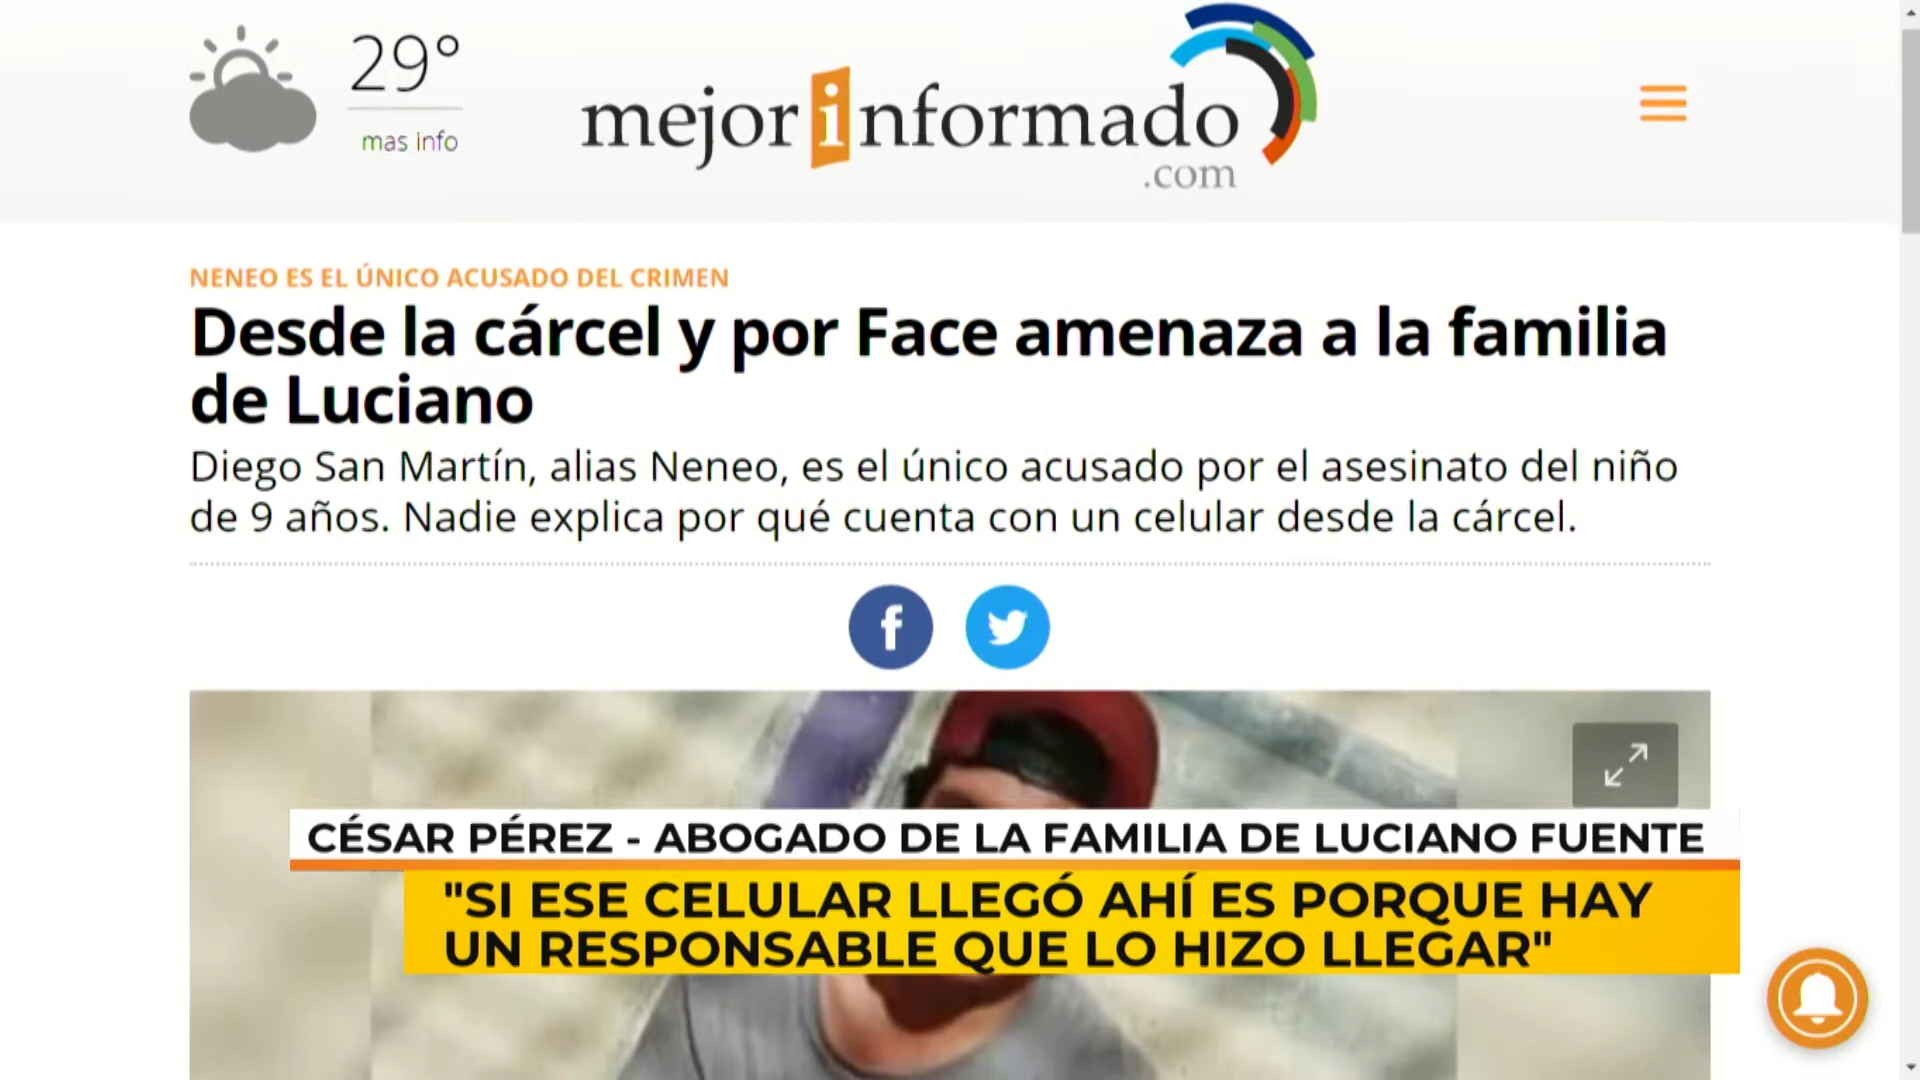 29°
mas info
mejorinformado
.com
NENEO ES EL ÚNICO ACUSADO DEL CRIMEN
Desde la cárcel y por Face amenaza a la familia
de Luciano
Diego San Martín, alias Neneo, es el único acusado por el asesinato del niño
de 9 años. Nadie explica por qué cuenta con un celular desde la cárcel.
CÉSAR PÉREZ - ABOGADO DE LA FAMILIA DE LUCIANO FUENTE
"SI ESE CELULAR LLEGÓ AHÍ ES PORQUE HAY
UN RESPONSABLE QUE LO HIZO LLEGAR"